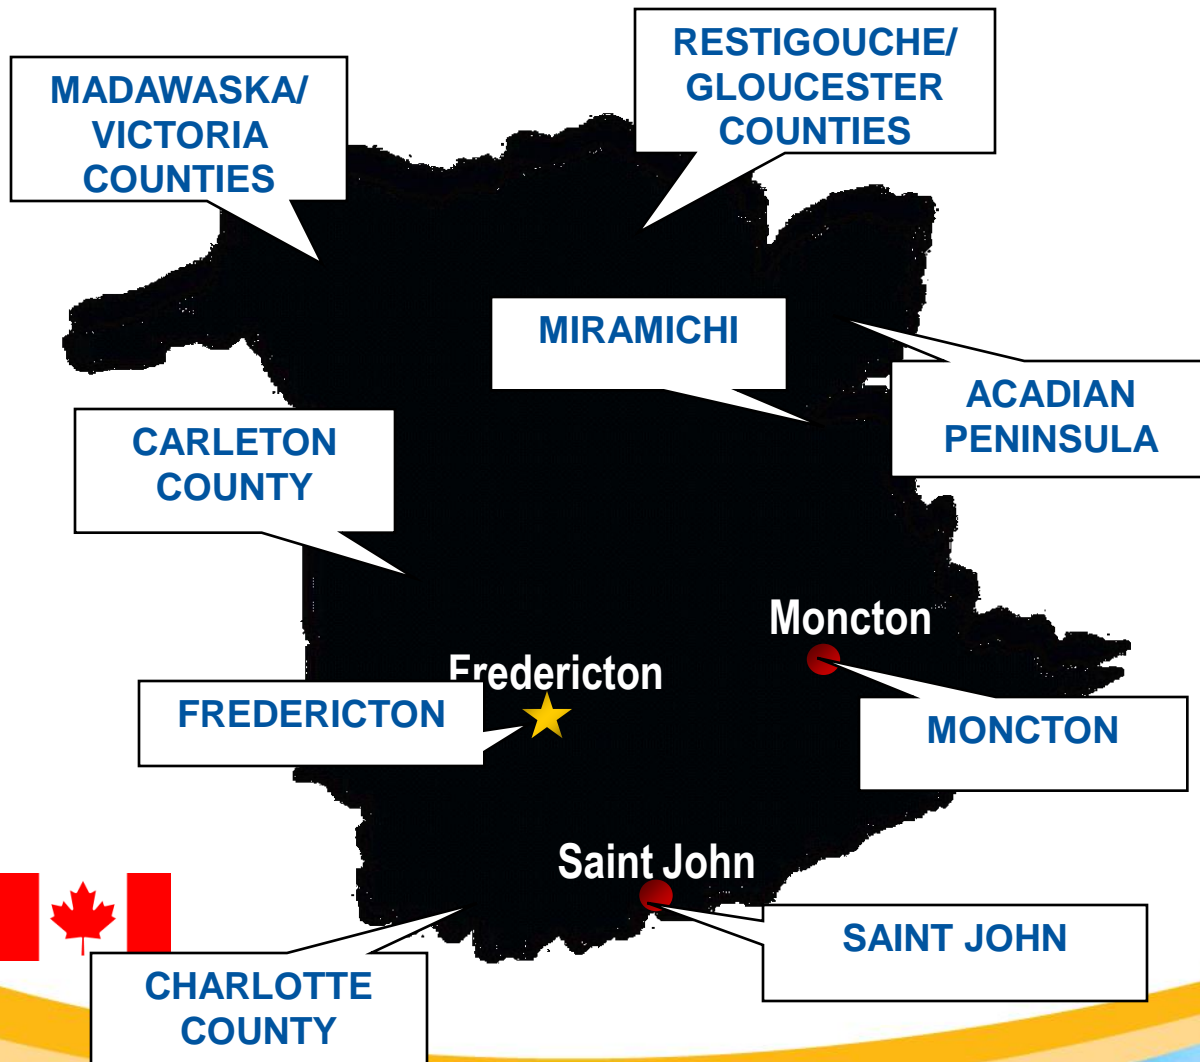 RESTIGOUCHE/
GLOUCESTER
COUNTIES
MADAWASKA/
VICTORIA
COUNTIES
MIRAMICHI
ACADIAN
PENINSULA
CARLETON
COUNTY
Moncton
Fredericton
FREDERICTON
MONCTON
Saint John
SAINT JOHN
CHARLOTTE
COUNTY